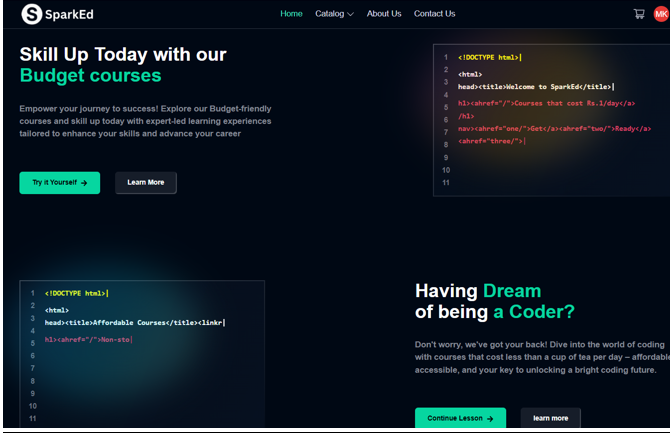 S SparkEd
Home Catalog About Us Contact Us
MK
Skill Up Today with our
Budget courses
Empower your journey to success! Explore our Budget-friendly
courses and skill up today with expert-led learning experiences
tailored to enhance your skills and advance your career
Try it Yourself → Learn More
1 <!DOCTYPE html>|
2 <html>
3 head><title>Welcome to SparkEd</title>|
4 h1><ahref="/">Courses that cost Rs.1/day</a>
5 /h1>
6 nav><ahref="one/">Get</a><ahref="two/">Ready</a>
7 <ahref="three/">|
8
9
10
11
1 <!DOCTYPE html>|
2 <html>
3 head><title>Affordable Courses</title><linkr|
4
5 h1><ahref="/">Non-sto|
6
7
8
9
10
11
Having Dream
of being a Coder?
Don't worry, we've got your back! Dive into the world of coding
with courses that cost less than a cup of tea per day – affordable
accessible, and your key to unlocking a bright coding future.
Continue Lesson → learn more